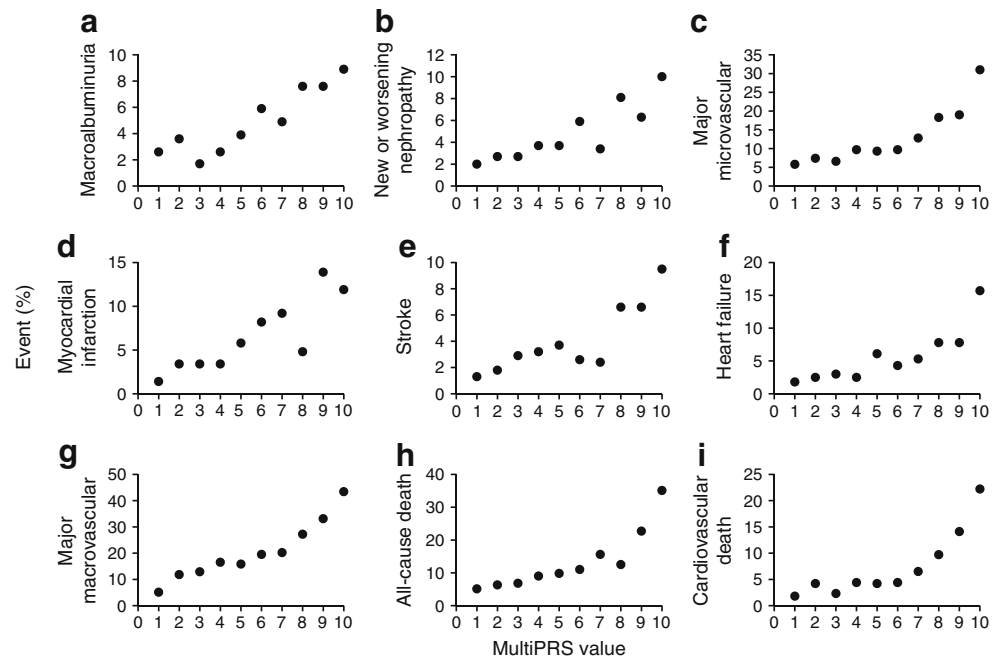 a
Macroalbuminuria
10
8
6
4
2
0
0 1 2 3 4 5 6 7 8 9 10
b
New or worsening
nephropathy
12
10
8
6
4
2
0
0 1 2 3 4 5 6 7 8 9 10
c
Major
microvascular
35
30
25
20
15
10
5
0
0 1 2 3 4 5 6 7 8 9 10
Event (%)
d
Myocardial
infarction
15
10
5
0
0 1 2 3 4 5 6 7 8 9 10
e
Stroke
10
8
6
4
2
0
0 1 2 3 4 5 6 7 8 9 10
f
Heart failure
20
15
10
5
0
0 1 2 3 4 5 6 7 8 9 10
g
Major
macrovascular
50
40
30
20
10
0
0 1 2 3 4 5 6 7 8 9 10
h
All-cause death
40
30
20
10
0
0 1 2 3 4 5 6 7 8 9 10
i
Cardiovascular
death
25
20
15
10
5
0
0 1 2 3 4 5 6 7 8 9 10
MultiPRS value